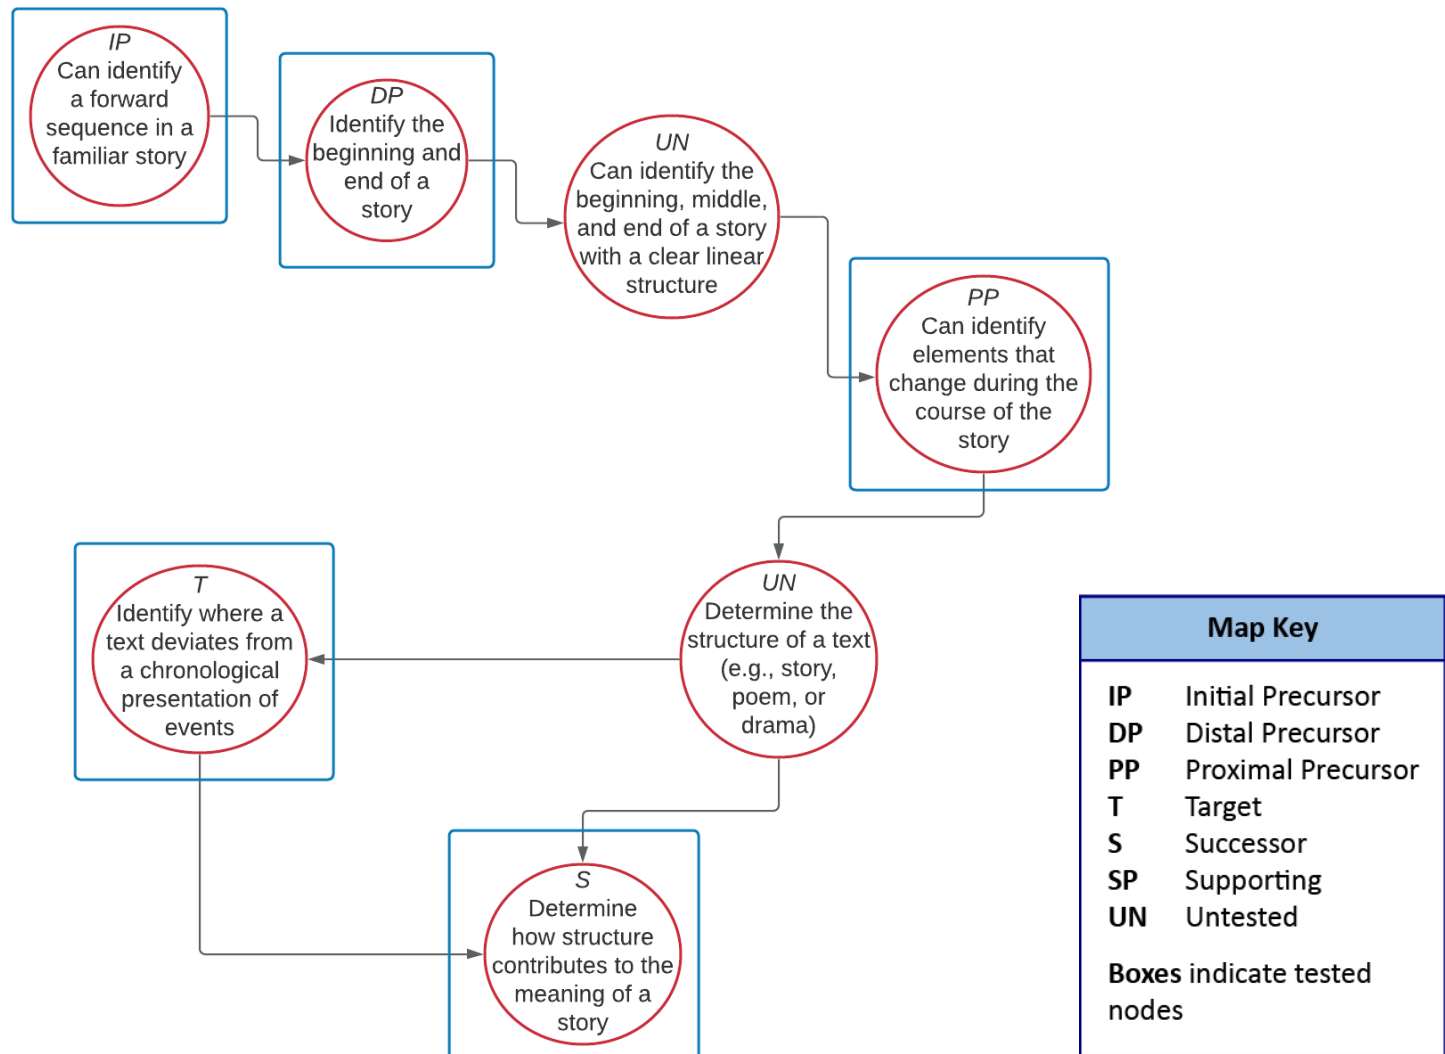 IP
Can identify
a forward
sequence in a
familiar story
DP
Identify the
beginning and
end of a
story
UN
Can identify the
beginning, middle,
and end of a story
with a clear linear
structure
PP
Can identify
elements that
change during the
course of the
story
UN
Determine the
structure of a text
(e.g., story,
poem, or
drama)
T
Identify where a
text deviates from
a chronological
presentation of
events
S
Determine
how structure
contributes to the
meaning of a
story
Map Key
IP Initial Precursor
DP Distal Precursor
PP Proximal Precursor
T Target
S Successor
SP Supporting
UN Untested
Boxes indicate tested
nodes